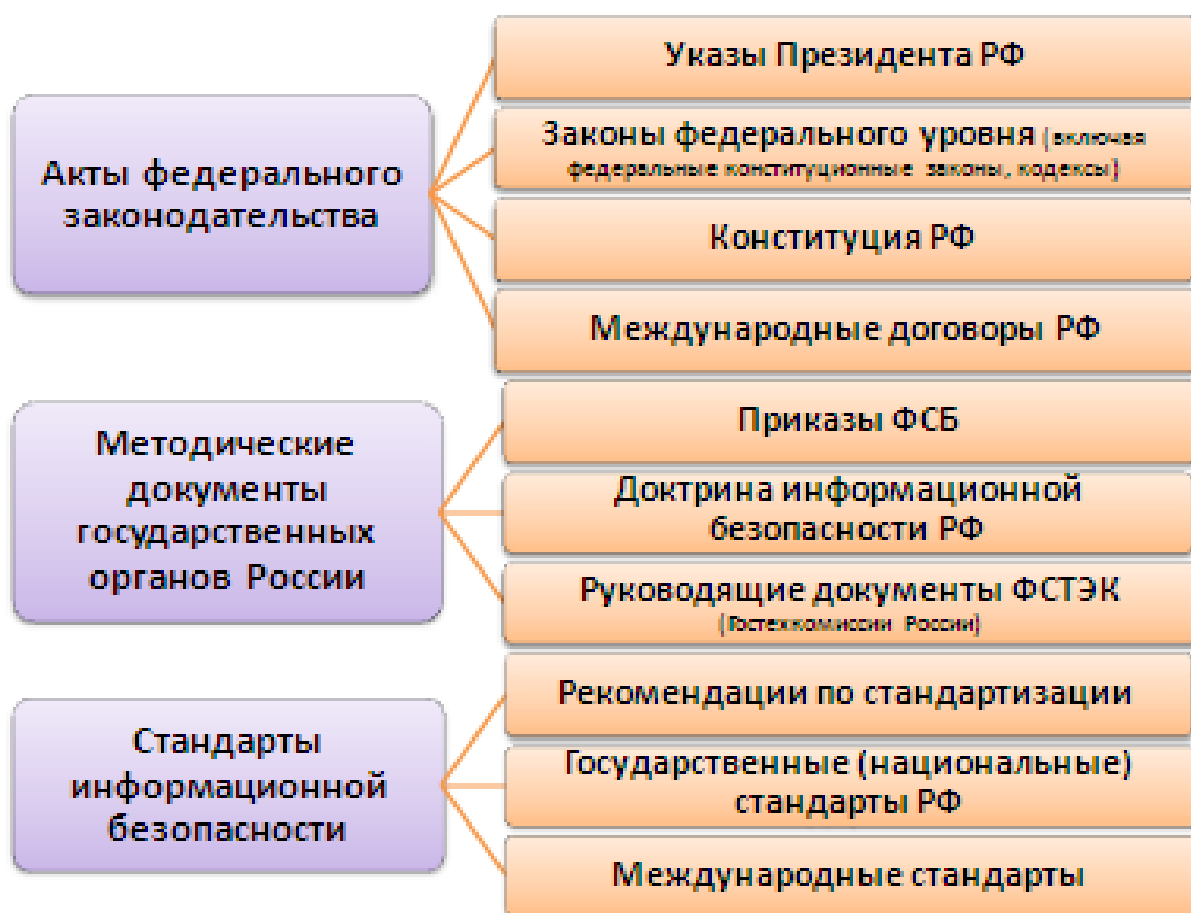 Акты федерального
законодательства
Указы Президента РФ
Законы федерального уровня (включая
федеральные конституционные законы, кодексы)
Конституция РФ
Международные договоры РФ
Методические
документы
государственных
органов России
Приказы ФСБ
Доктрина информационной
безопасности РФ
Руководящие документы ФСТЭК
(Гостехкомиссии России)
Стандарты
информационной
безопасности
Рекомендации по стандартизации
Государственные (национальные)
стандарты РФ
Международные стандарты